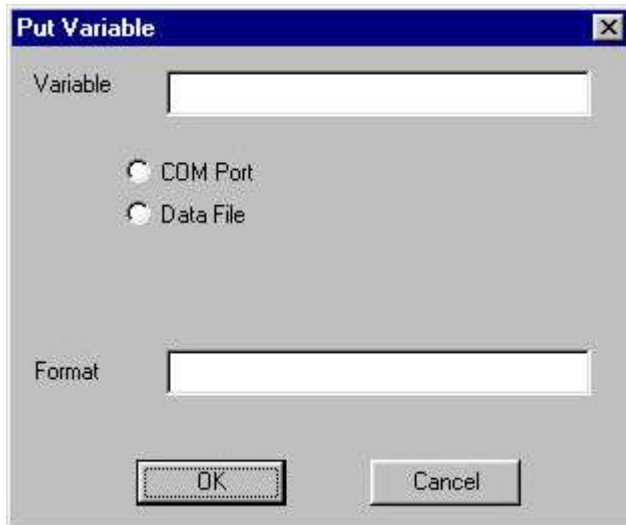 Put Variable
Variable
COM Port
Data File
Format
OK Cancel